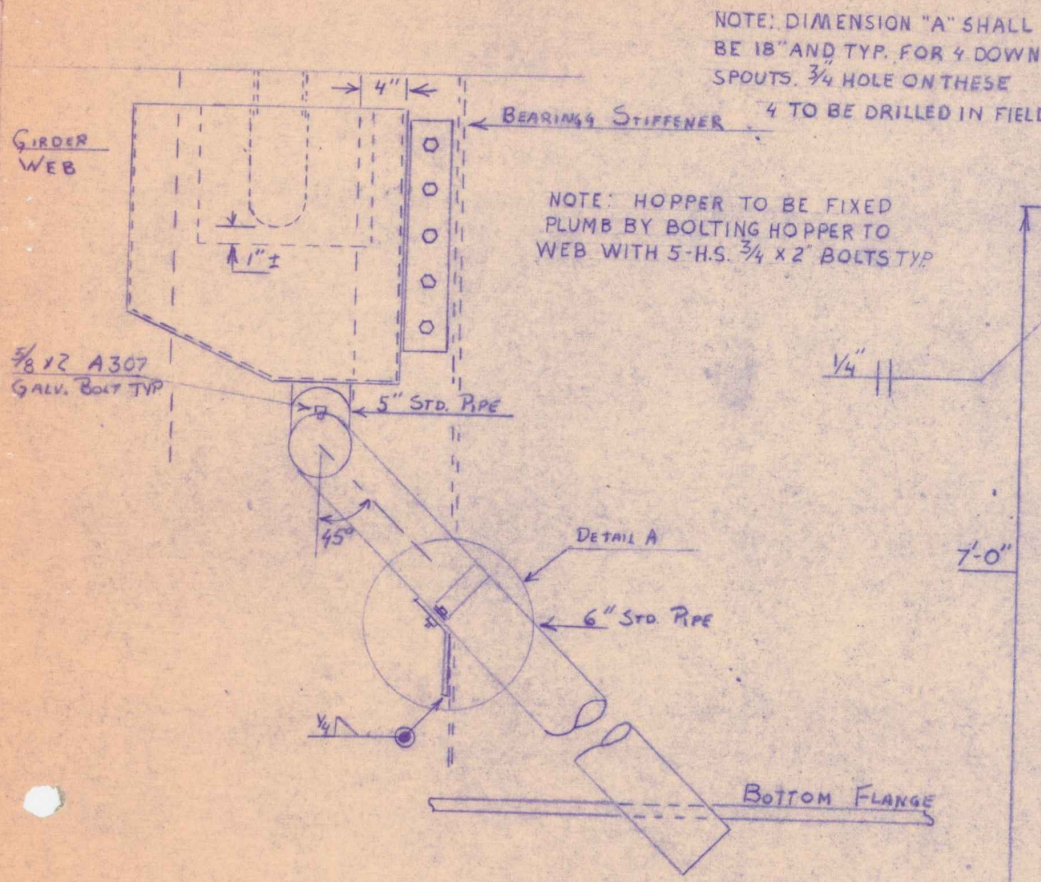 NOTE: DIMENSION "A" SHALL
BE 18" AND TYP. FOR 4 DOWN
SPOUTS. 3/4" HOLE ON THESE
4 TO BE DRILLED IN FIELD
4"
BEARING STIFFENER
GIRDER
WEB
NOTE: HOPPER TO BE FIXED
PLUMB BY BOLTING HOPPER TO
WEB WITH 5-H.S. 3/4 x 2" BOLTS TYP.
1"±
5/8 x 2 A307
GALV. BOLT TYP
1/4"
5" STD. PIPE
45°
DETAIL A
7'-0"
6" STD. PIPE
1/4
BOTTOM FLANGE